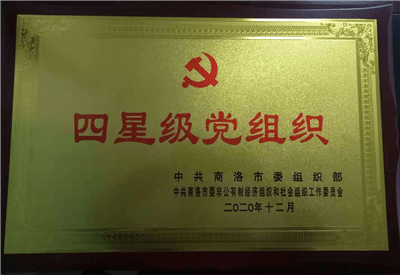 四星级党组织
中共商洛市委组织部
中共商洛市委非公有制经济组织和社会组织工作委员会
二〇二〇年十二月